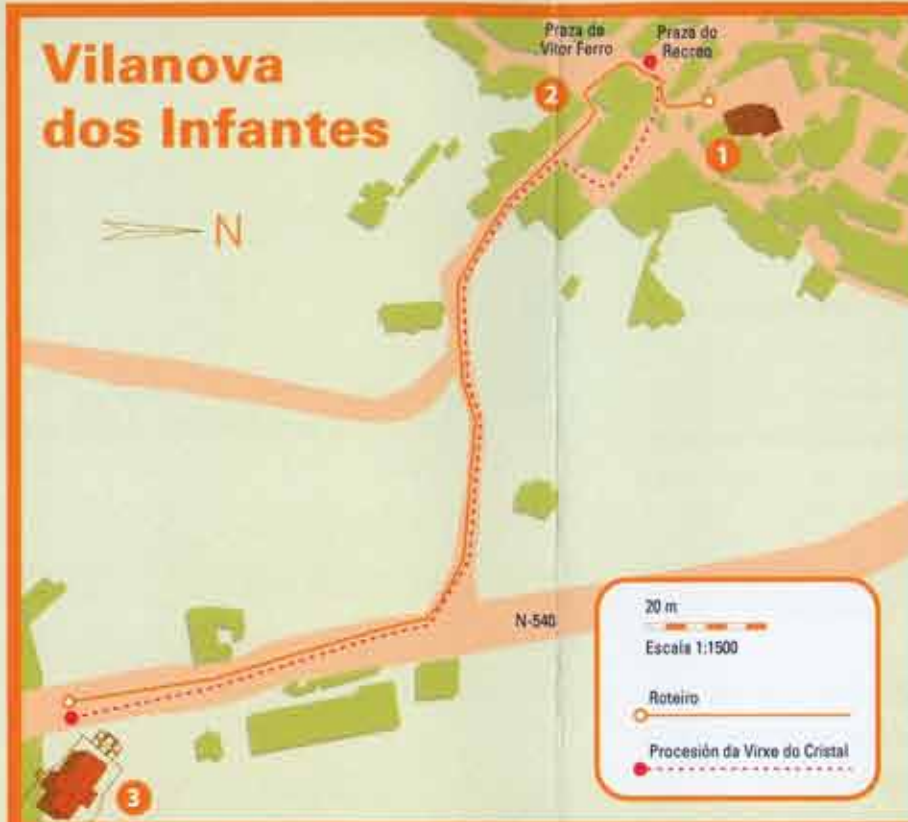 Vilanova
dos Infantes
N
Praza de
Vitor Ferro
Praza do
Recreo
2
1
N-540
20 m
Escala 1:1500
Roteiro
Procesión da Virxe do Cristal
3